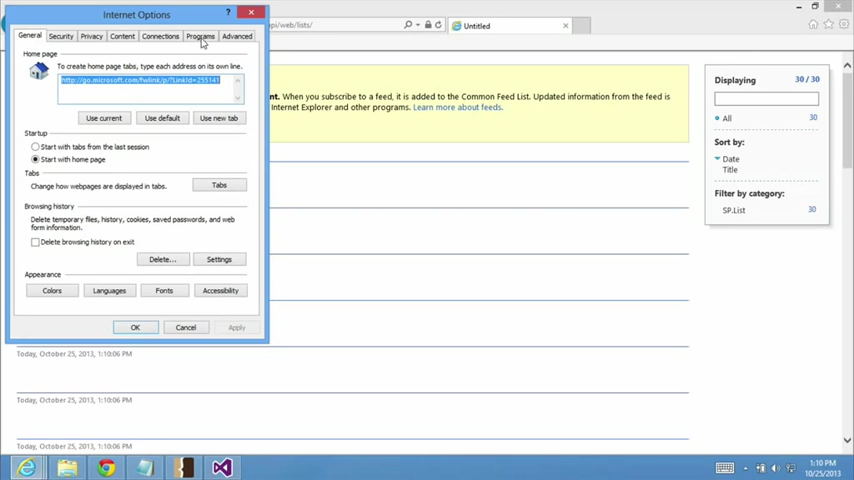 Internet Options
?
General Security Privacy Content Connections Programs Advanced
Home page
To create home page tabs, type each address on its own line.
http://go.microsoft.com/fwlink/p/?LinkId=255141
Use current Use default Use new tab
Startup
Start with tabs from the last session
Start with home page
Tabs
Change how webpages are displayed in tabs.
Tabs
Browsing history
Delete temporary files, history, cookies, saved passwords, and web
form information.
Delete browsing history on exit
Delete... Settings
Appearance
Colors Languages Fonts Accessibility
OK Cancel Apply
api/web/lists/
Untitled
When you subscribe to a feed, it is added to the Common Feed List. Updated information from the feed is
Internet Explorer and other programs. Learn more about feeds.
Displaying 30 / 30
All 30
Sort by:
Date
Title
Filter by category:
SP.List 30
Today, October 25, 2013, 1:10:06 PM
Today, October 25, 2013, 1:10:06 PM
Today, October 25, 2013, 1:10:06 PM
1:10 PM
10/25/2013